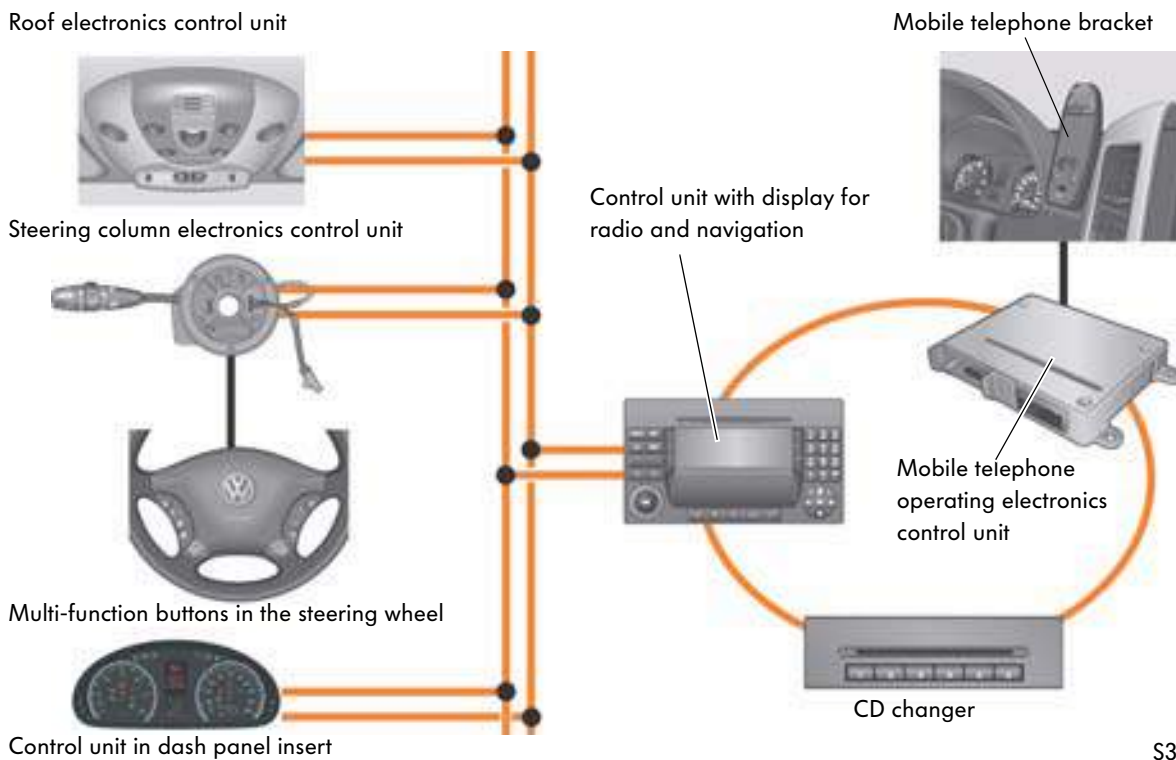 Roof electronics control unit
Mobile telephone bracket
Control unit with display for
radio and navigation
Steering column electronics control unit
Mobile telephone
operating electronics
control unit
Multi-function buttons in the steering wheel
CD changer
Control unit in dash panel insert
S3